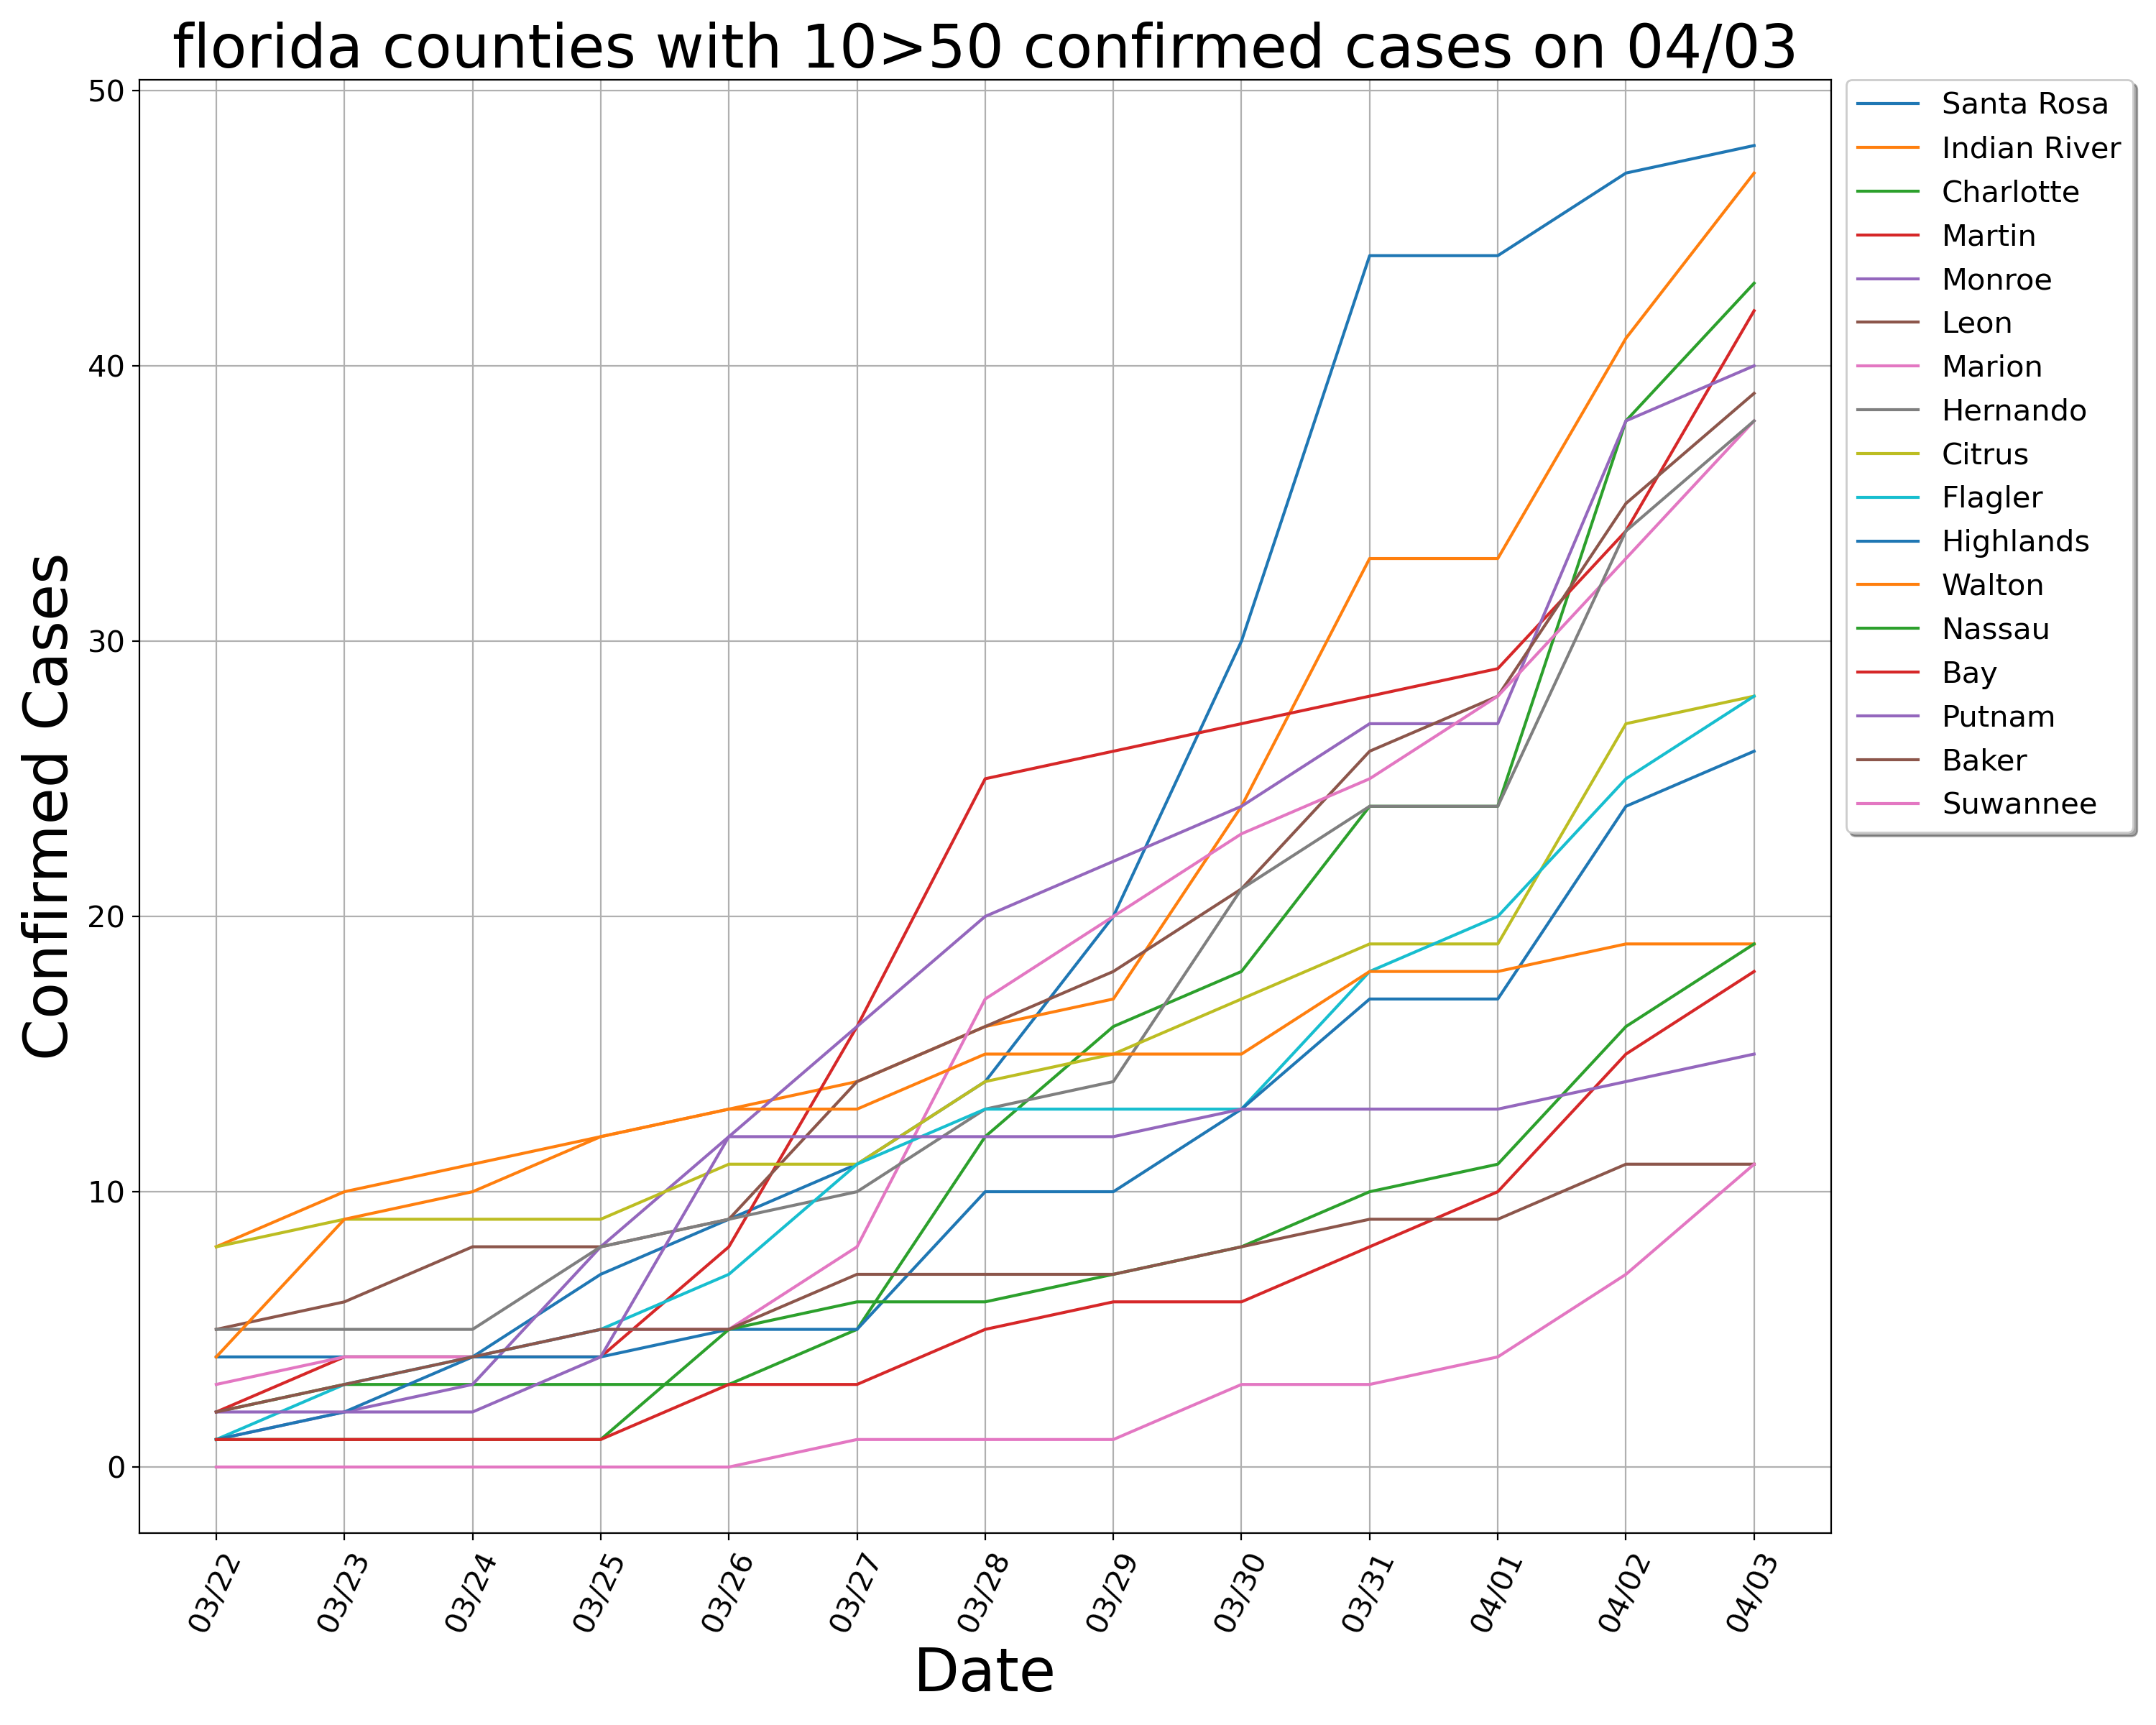 florida counties with 10>50 confirmed cases on 04/03
50
40
30
20
10
0
Confirmed Cases
03/22
03/23
03/24
03/25
03/26
03/27
03/28
03/29
03/30
03/31
04/01
04/02
04/03
Date
Santa Rosa
Indian River
Charlotte
Martin
Monroe
Leon
Marion
Hernando
Citrus
Flagler
Highlands
Walton
Nassau
Bay
Putnam
Baker
Suwannee